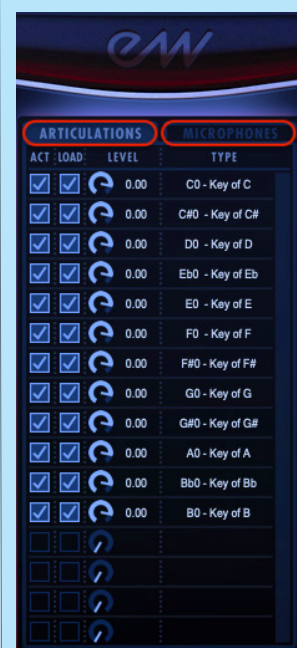 ew
ARTICULATIONS MICROPHONES
ACT LOAD LEVEL TYPE
0.00 C0 - Key of C
0.00 C#0 - Key of C#
0.00 D0 - Key of D
0.00 Eb0 - Key of Eb
0.00 E0 - Key of E
0.00 F0 - Key of F
0.00 F#0 - Key of F#
0.00 G0 - Key of G
0.00 G#0 - Key of G#
0.00 A0 - Key of A
0.00 Bb0 - Key of Bb
0.00 B0 - Key of B